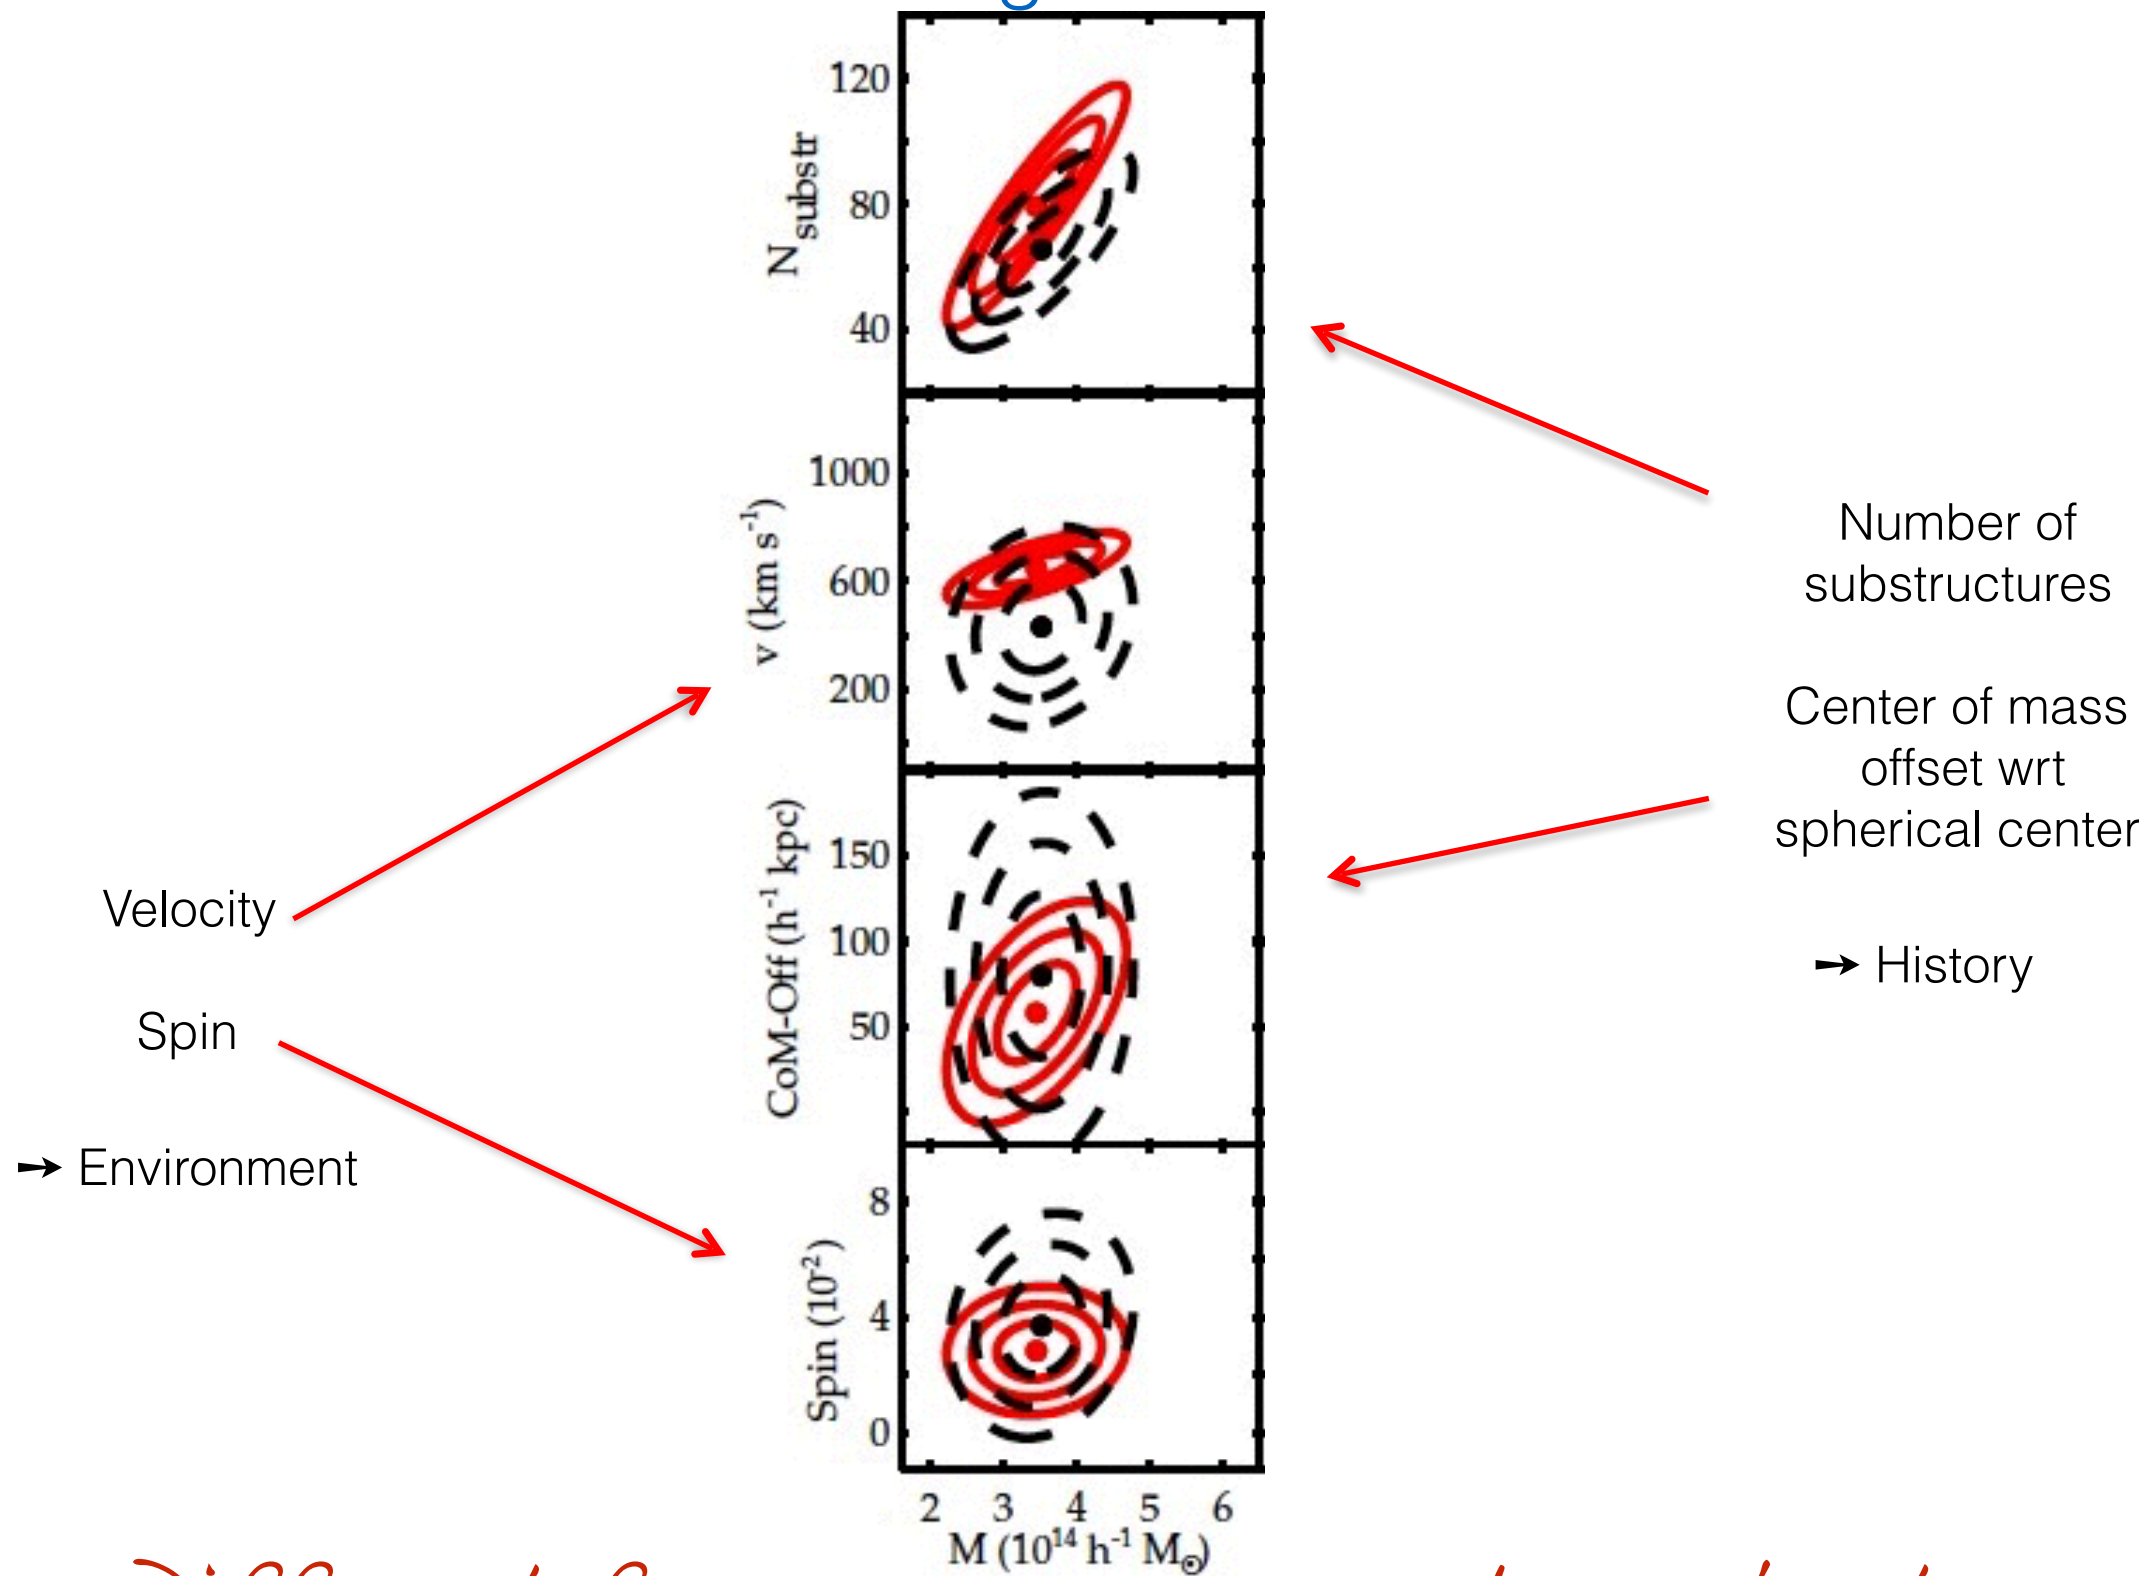 120
80
40
N substr
1000
600
200
v (km s⁻¹)
150
100
50
CoM-Off (h⁻¹ kpc)
8
4
0
Spin (10⁻²)
2 3 4 5 6
M (10¹⁴ h⁻¹ M☉)
Velocity
Spin
➙ Environment
Number of
substructures
Center of mass
offset wrt
spherical center
➙ History